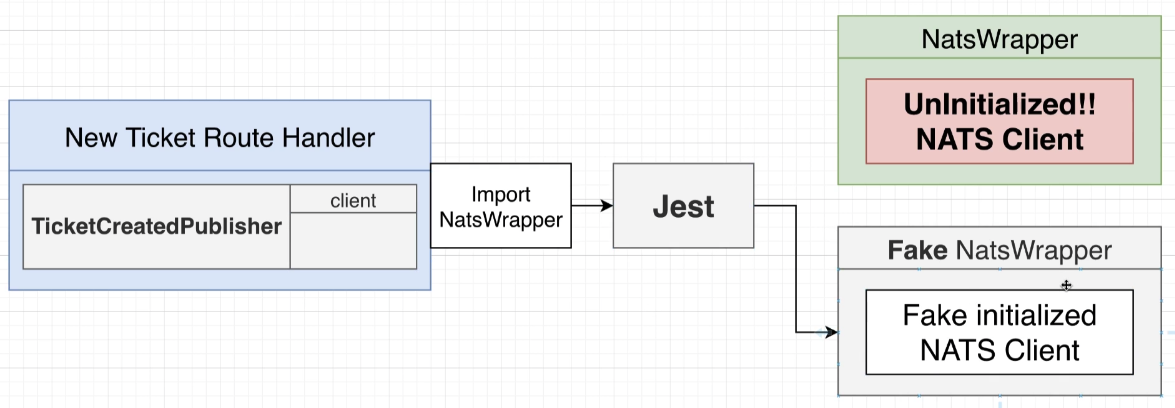 New Ticket Route Handler
TicketCreatedPublisher
client
Import
NatsWrapper
Jest
NatsWrapper
UnInitialized!!
NATS Client
Fake NatsWrapper
Fake initialized
NATS Client